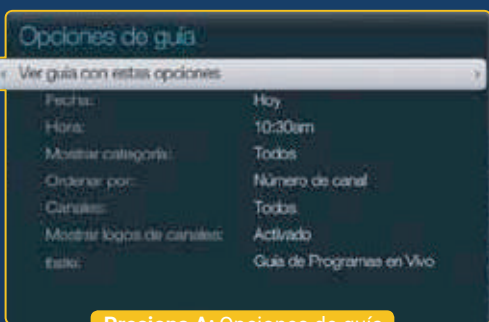 Opciones de guía
Ver guía con estas opciones
Fecha: Hoy
Hora: 10:30am
Mostrar categoría: Todos
Ordenar por: Número de canal
Canales: Todos
Mostrar logos de canales: Activado
Estilo: Guía de Programas en Vivo
Presiona A: Opciones de guía